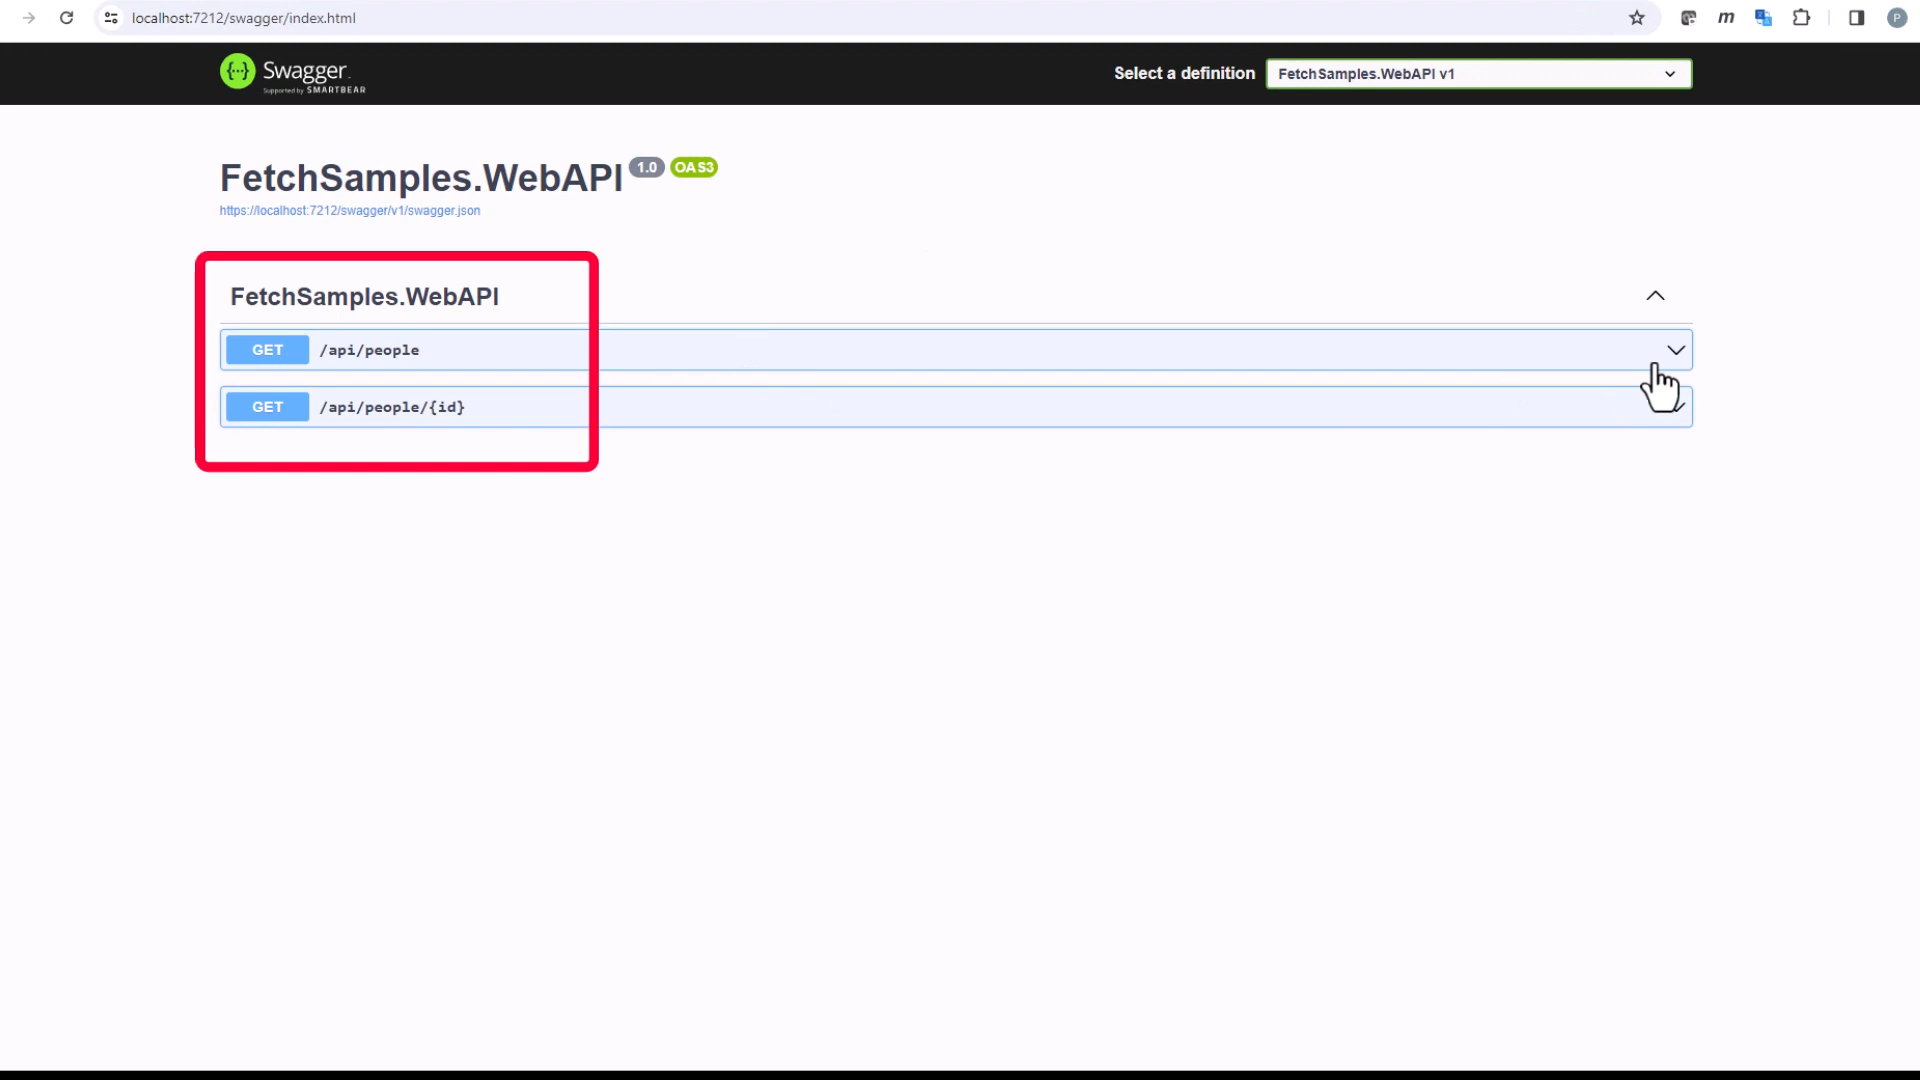 localhost:7212/swagger/index.html
m
P
{···} Swagger.
Supported by SMARTBEAR
Select a definition
FetchSamples.WebAPI v1
FetchSamples.WebAPI 1.0 OAS3
https://localhost:7212/swagger/v1/swagger.json
FetchSamples.WebAPI
GET /api/people
GET /api/people/{id}